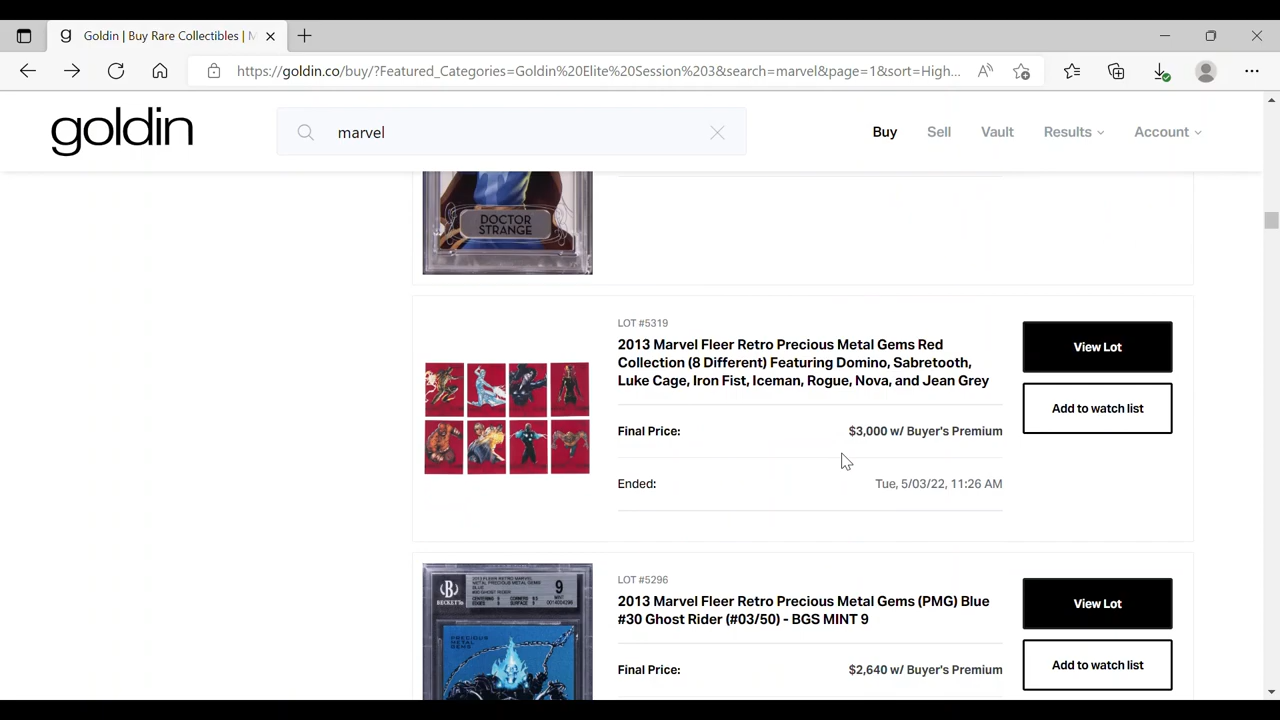 Goldin | Buy Rare Collectibles |
https://goldin.co/buy/?Featured_Categories=Goldin%20Elite%20Session%203&search=marvel&page=1&sort=High...
goldin
marvel
Buy
Sell
Vault
Results
Account
DOCTOR
STRANGE
LOT #5319
2013 Marvel Fleer Retro Precious Metal Gems Red
Collection (8 Different) Featuring Domino, Sabretooth,
Luke Cage, Iron Fist, Iceman, Rogue, Nova, and Jean Grey
Final Price:
$3,000 w/ Buyer's Premium
Ended:
Tue, 5/03/22, 11:26 AM
View Lot
Add to watch list
9
PRECIOUS
METAL
GEMS
LOT #5296
2013 Marvel Fleer Retro Precious Metal Gems (PMG) Blue
#30 Ghost Rider (#03/50) - BGS MINT 9
Final Price:
$2,640 w/ Buyer's Premium
View Lot
Add to watch list